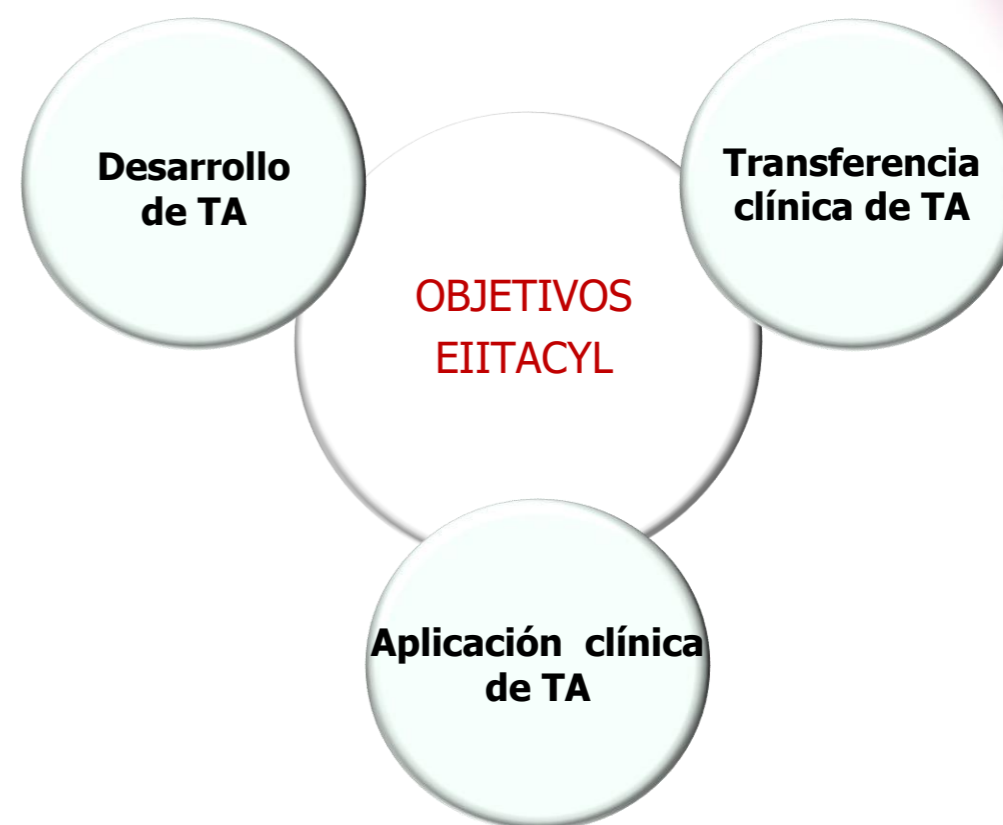 Desarrollo
de TA
Transferencia
clínica de TA
OBJETIVOS
EIITACYL
Aplicación clínica
de TA